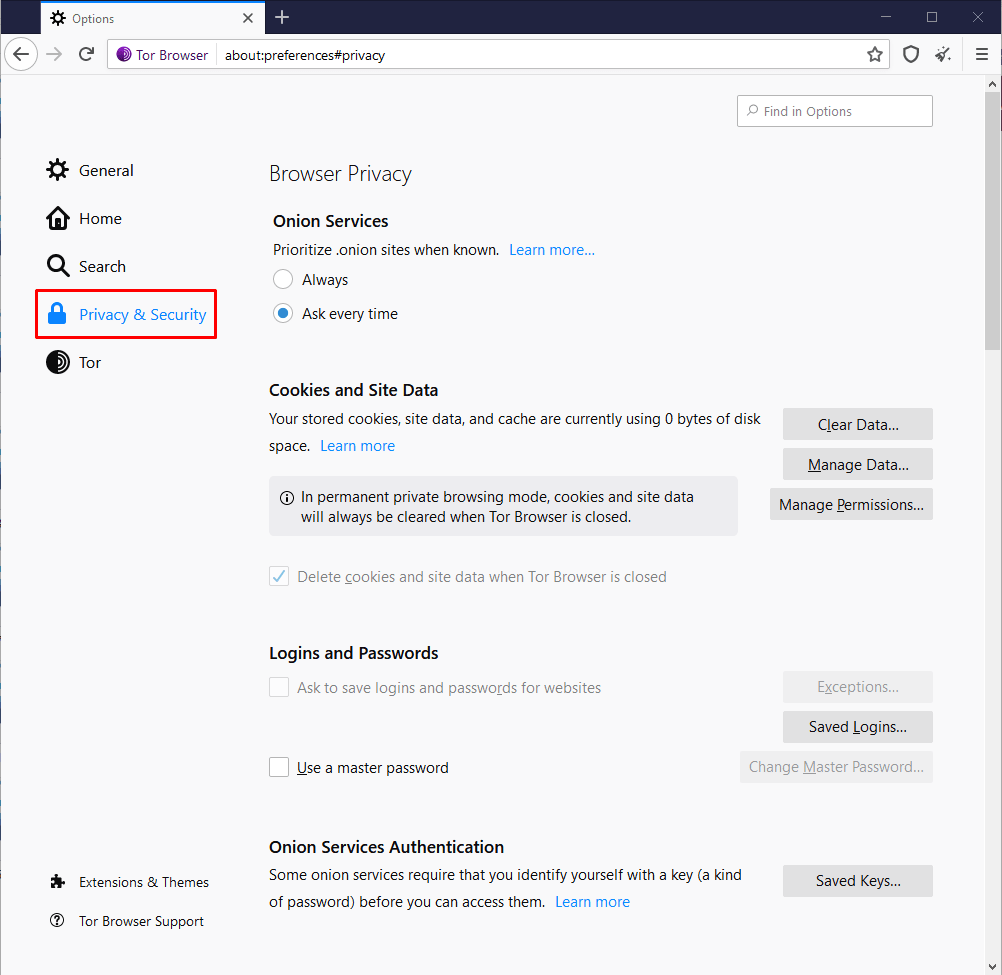 Options
Tor Browser about:preferences#privacy
Find in Options
General
Home
Search
Privacy & Security
Tor
Extensions & Themes
Tor Browser Support
Browser Privacy
Onion Services
Prioritize .onion sites when known. Learn more...
Always
Ask every time
Cookies and Site Data
Your stored cookies, site data, and cache are currently using 0 bytes of disk
space. Learn more
Clear Data...
Manage Data...
Manage Permissions...
In permanent private browsing mode, cookies and site data
will always be cleared when Tor Browser is closed.
Delete cookies and site data when Tor Browser is closed
Logins and Passwords
Ask to save logins and passwords for websites
Exceptions...
Saved Logins...
Use a master password
Change Master Password...
Onion Services Authentication
Some onion services require that you identify yourself with a key (a kind
of password) before you can access them. Learn more
Saved Keys...